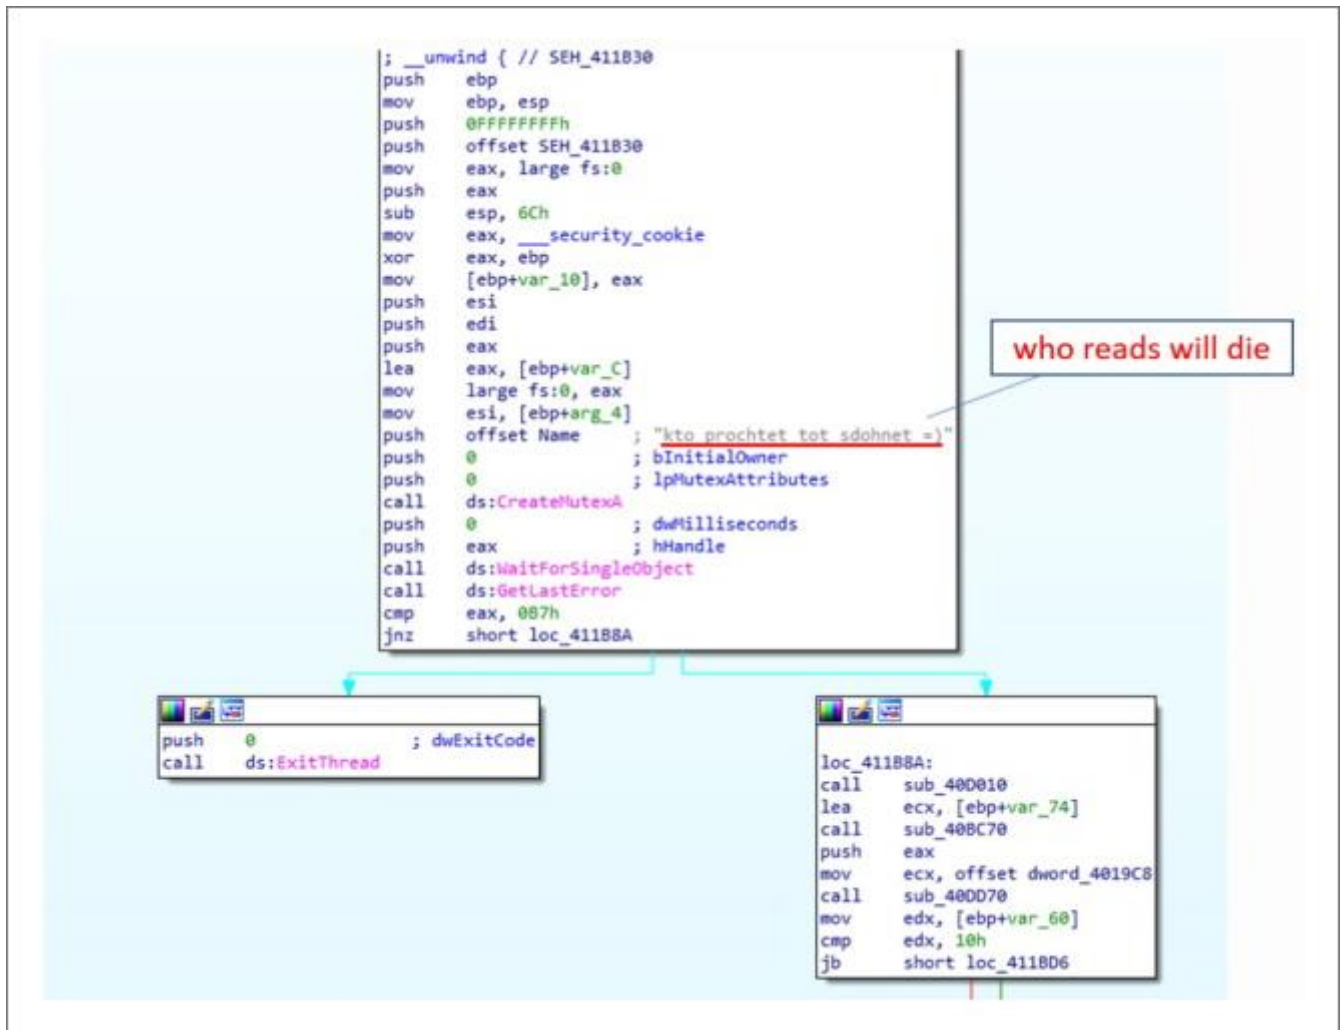 ; __unwind { // SEH_411B30
push ebp
mov ebp, esp
push 0FFFFFFFFh
push offset SEH_411B30
mov eax, large fs:0
push eax
sub esp, 6Ch
mov eax, ___security_cookie
xor eax, ebp
mov [ebp+var_10], eax
push esi
push edi
push eax
lea eax, [ebp+var_C]
mov large fs:0, eax
mov esi, [ebp+arg_4]
push offset Name ; "kto prochtet tot sdohnet =)"
who reads will die
push 0 ; bInitialOwner
push 0 ; lpMutexAttributes
call ds:CreateMutexA
push 0 ; dwMilliseconds
push eax ; hHandle
call ds:WaitForSingleObject
call ds:GetLastError
cmp eax, 0B7h
jnz short loc_411B8A
push 0 ; dwExitCode
call ds:ExitThread
loc_411B8A:
call sub_40D010
lea ecx, [ebp+var_74]
call sub_40BC70
push eax
mov ecx, offset dword_4019C8
call sub_40DD70
mov edx, [ebp+var_60]
cmp edx, 10h
jb short loc_411BD6